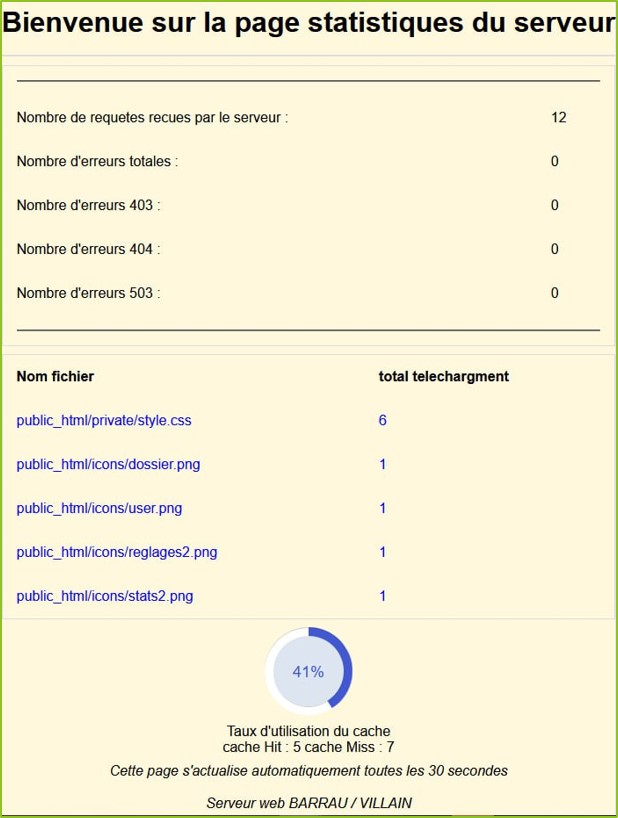 Bienvenue sur la page statistiques du serveur
Nombre de requetes recues par le serveur : 12
Nombre d'erreurs totales : 0
Nombre d'erreurs 403 : 0
Nombre d'erreurs 404 : 0
Nombre d'erreurs 503 : 0
Nom fichier total telechargment
public_html/private/style.css 6
public_html/icons/dossier.png 1
public_html/icons/user.png 1
public_html/icons/reglages2.png 1
public_html/icons/stats2.png 1
41%
Taux d'utilisation du cache
cache Hit : 5 cache Miss : 7
Cette page s'actualise automatiquement toutes les 30 secondes
Serveur web BARRAU / VILLAIN